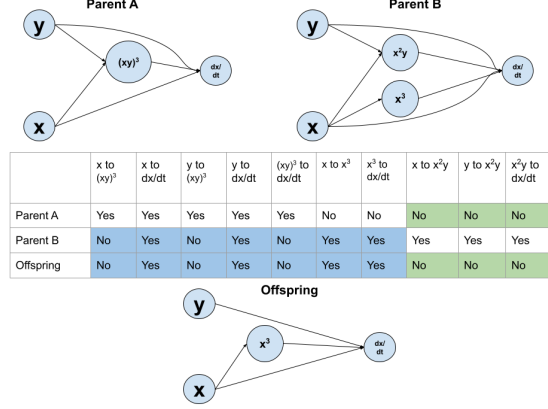 Parent A Parent B
y y
(xy)³ dx/dt x²y dx/dt
x³
x x
x to (xy)³ x to dx/dt y to (xy)³ y to dx/dt (xy)³ to dx/dt x to x³ x³ to dx/dt x to x²y y to x²y x²y to dx/dt
Parent A Yes Yes Yes Yes Yes No No No No No
Parent B No Yes No Yes No Yes Yes Yes Yes Yes
Offspring No Yes No Yes No Yes Yes No No No
Offspring
y
x³ dx/dt
x